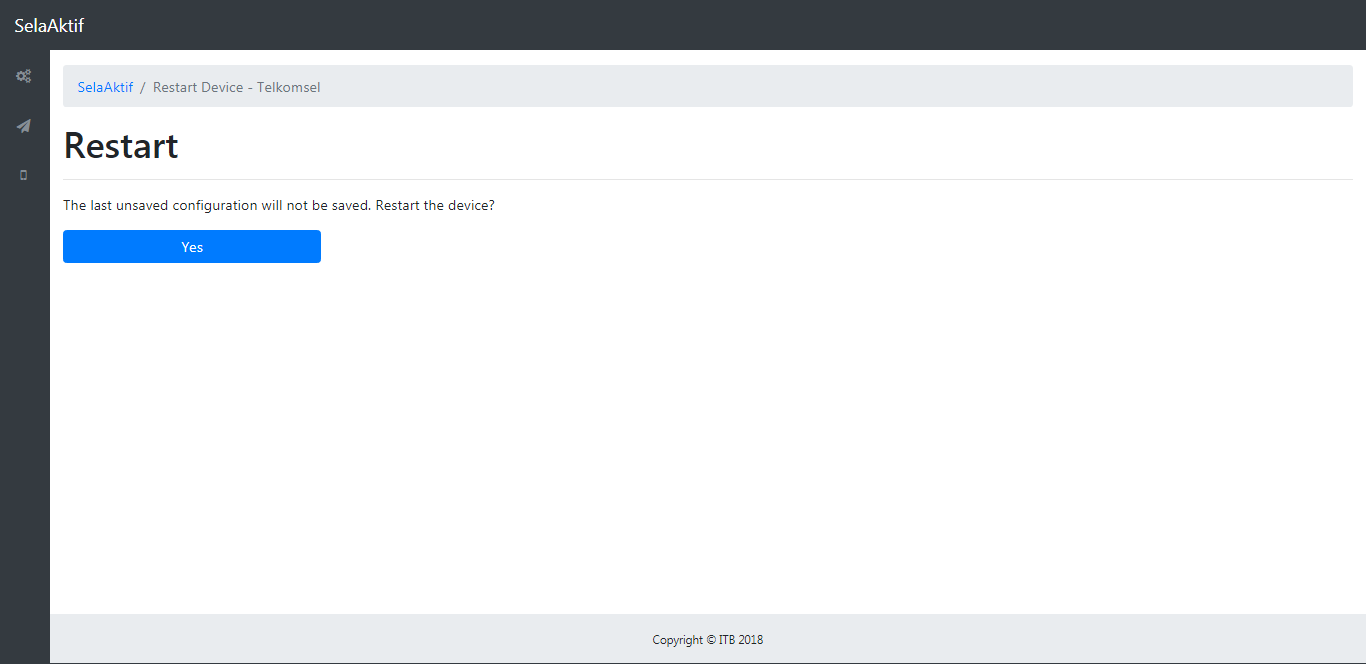 SelaAktif
SelaAktif / Restart Device - Telkomsel
Restart
The last unsaved configuration will not be saved. Restart the device?
Yes
Copyright © ITB 2018